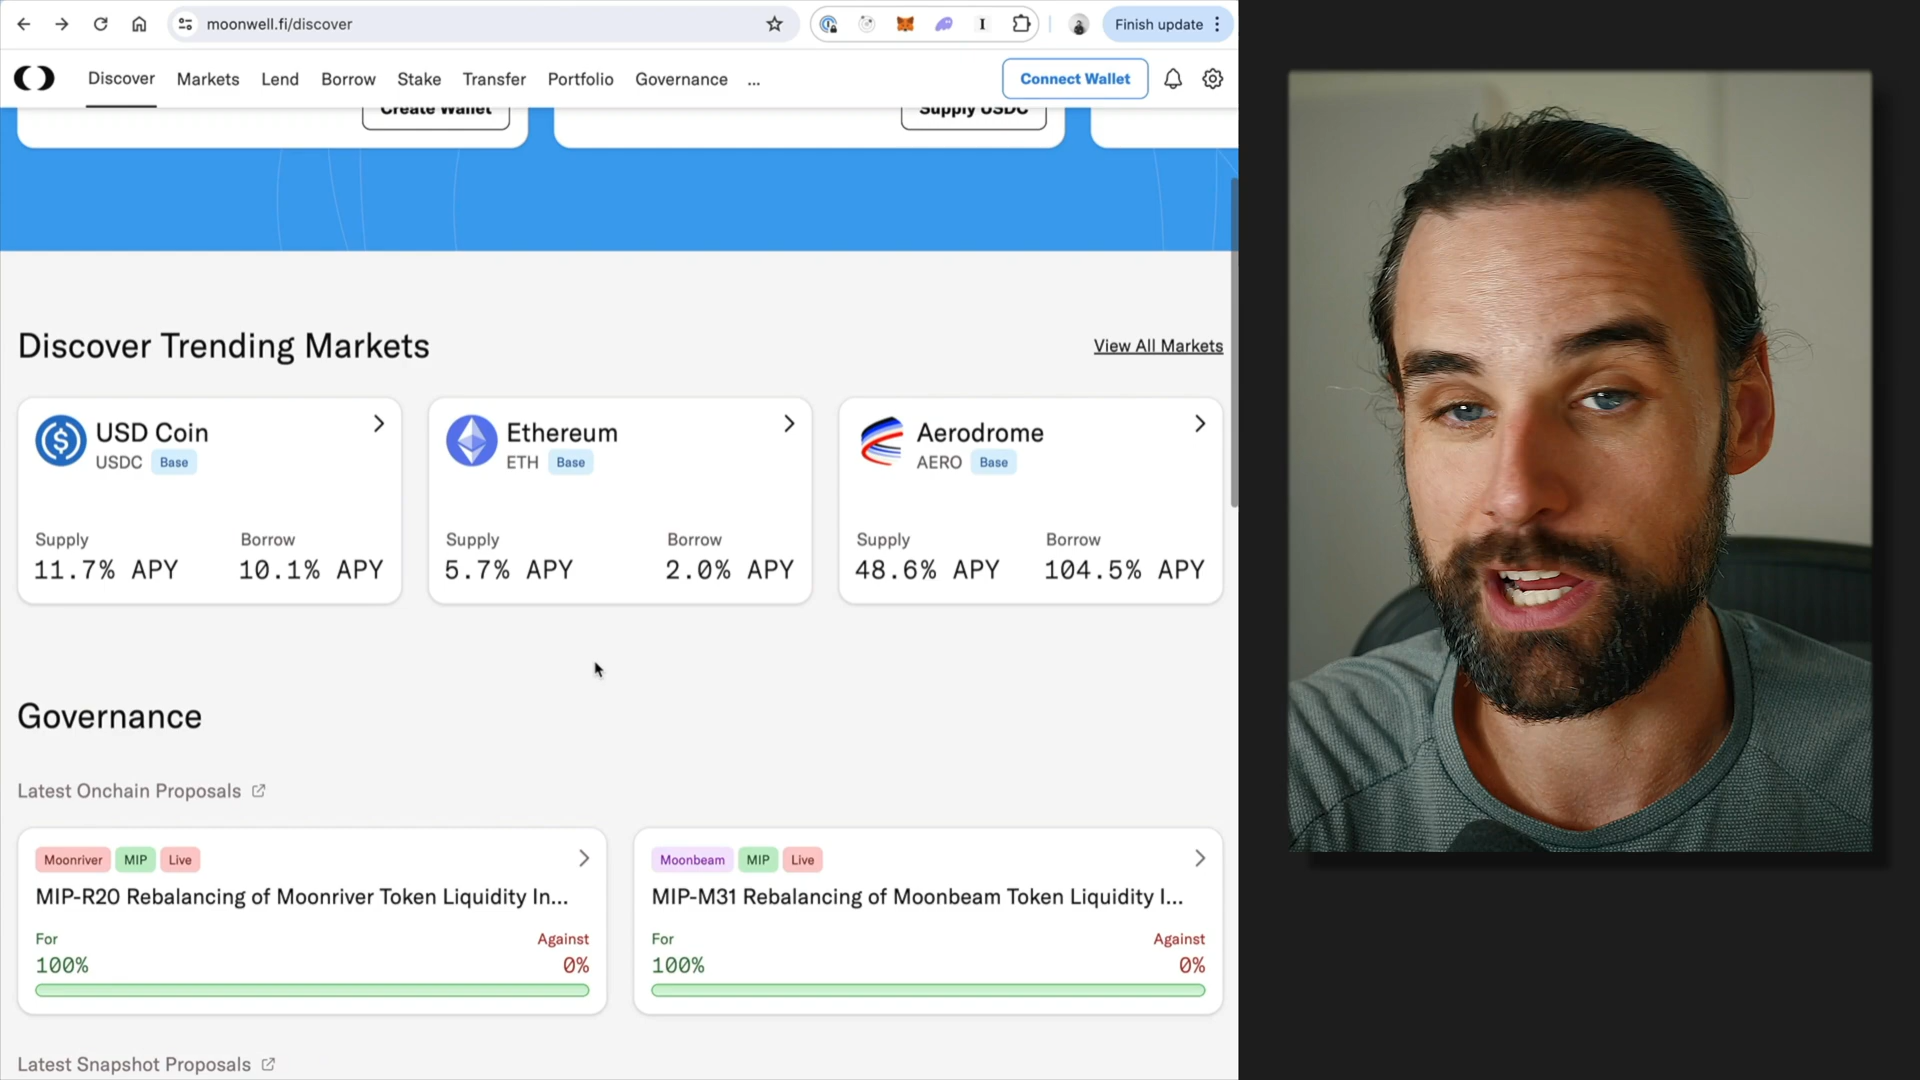 moonwell.fi/discover
Finish update
Discover Markets Lend Borrow Stake Transfer Portfolio Governance ...
Connect Wallet
Create Wallet
Supply USDC
Discover Trending Markets
View All Markets
USD Coin
USDC Base
Supply Borrow
11.7% APY 10.1% APY
Ethereum
ETH Base
Supply Borrow
5.7% APY 2.0% APY
Aerodrome
AERO Base
Supply Borrow
48.6% APY 104.5% APY
Governance
Latest Onchain Proposals
Moonriver MIP Live
MIP-R20 Rebalancing of Moonriver Token Liquidity In...
For Against
100% 0%
Moonbeam MIP Live
MIP-M31 Rebalancing of Moonbeam Token Liquidity I...
For Against
100% 0%
Latest Snapshot Proposals